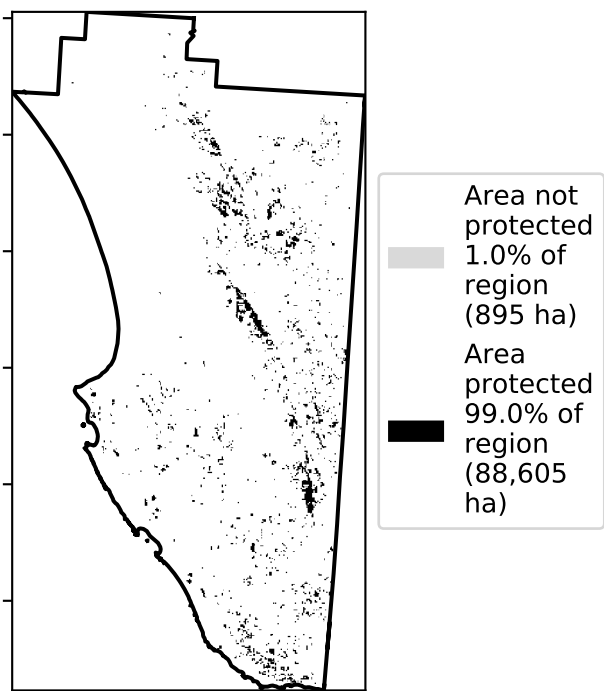 Area not
protected
1.0% of
region
(895 ha)
Area
protected
99.0% of
region
(88,605
ha)